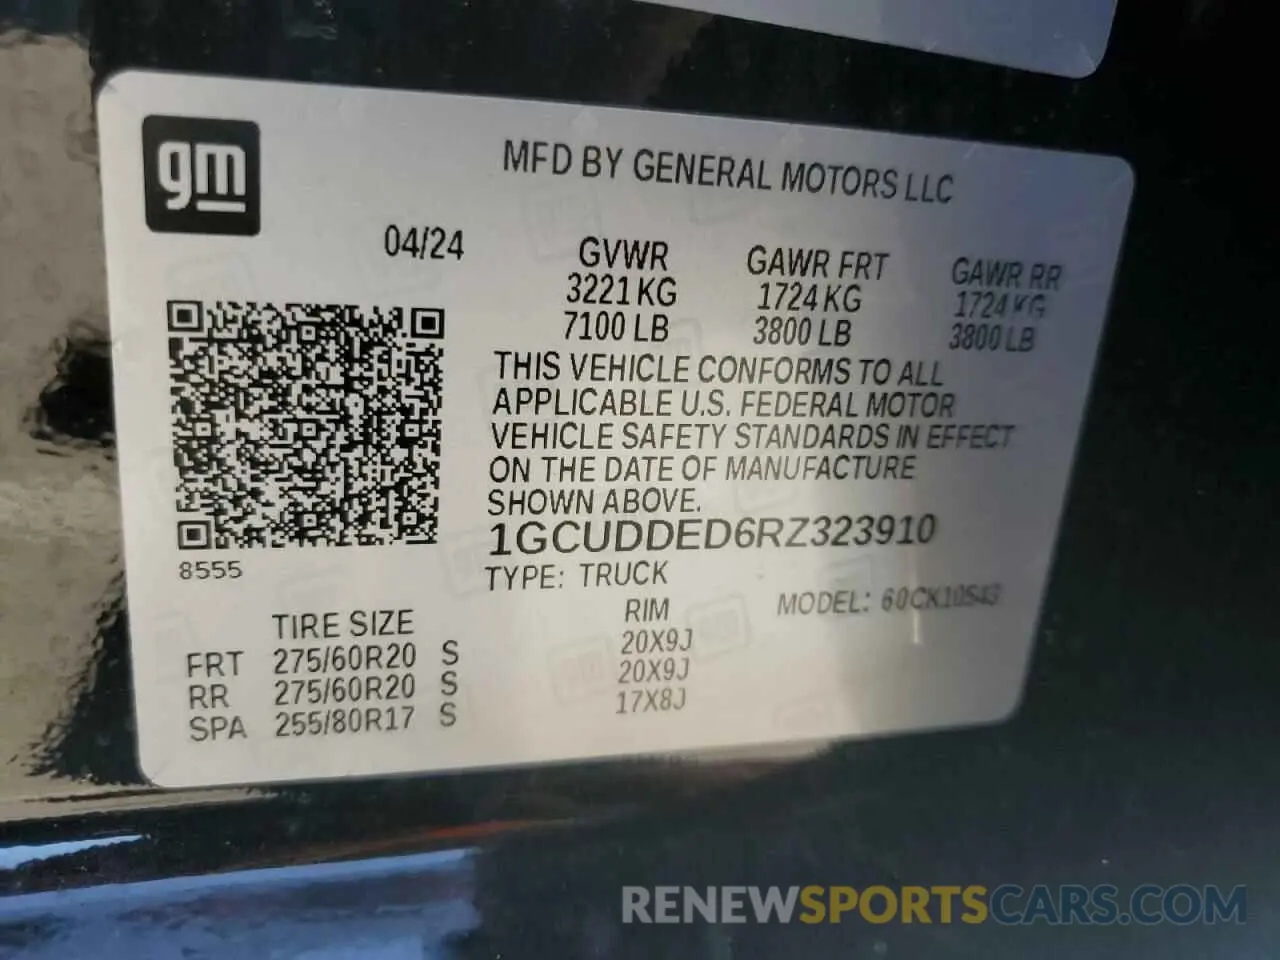 gm
MFD BY GENERAL MOTORS LLC
04/24
GVWR GAWR FRT GAWR RR
3221 KG 1724 KG 1724 KG
7100 LB 3800 LB 3800 LB
THIS VEHICLE CONFORMS TO ALL
APPLICABLE U.S. FEDERAL MOTOR
VEHICLE SAFETY STANDARDS IN EFFECT
ON THE DATE OF MANUFACTURE
SHOWN ABOVE.
1GCUDDED6RZ323910
8555
TYPE: TRUCK
MODEL: 60CK10543
TIRE SIZE RIM
FRT 275/60R20 S 20X9J
RR 275/60R20 S 20X9J
SPA 255/80R17 S 17X8J
RENEWSPORTSCARS.COM